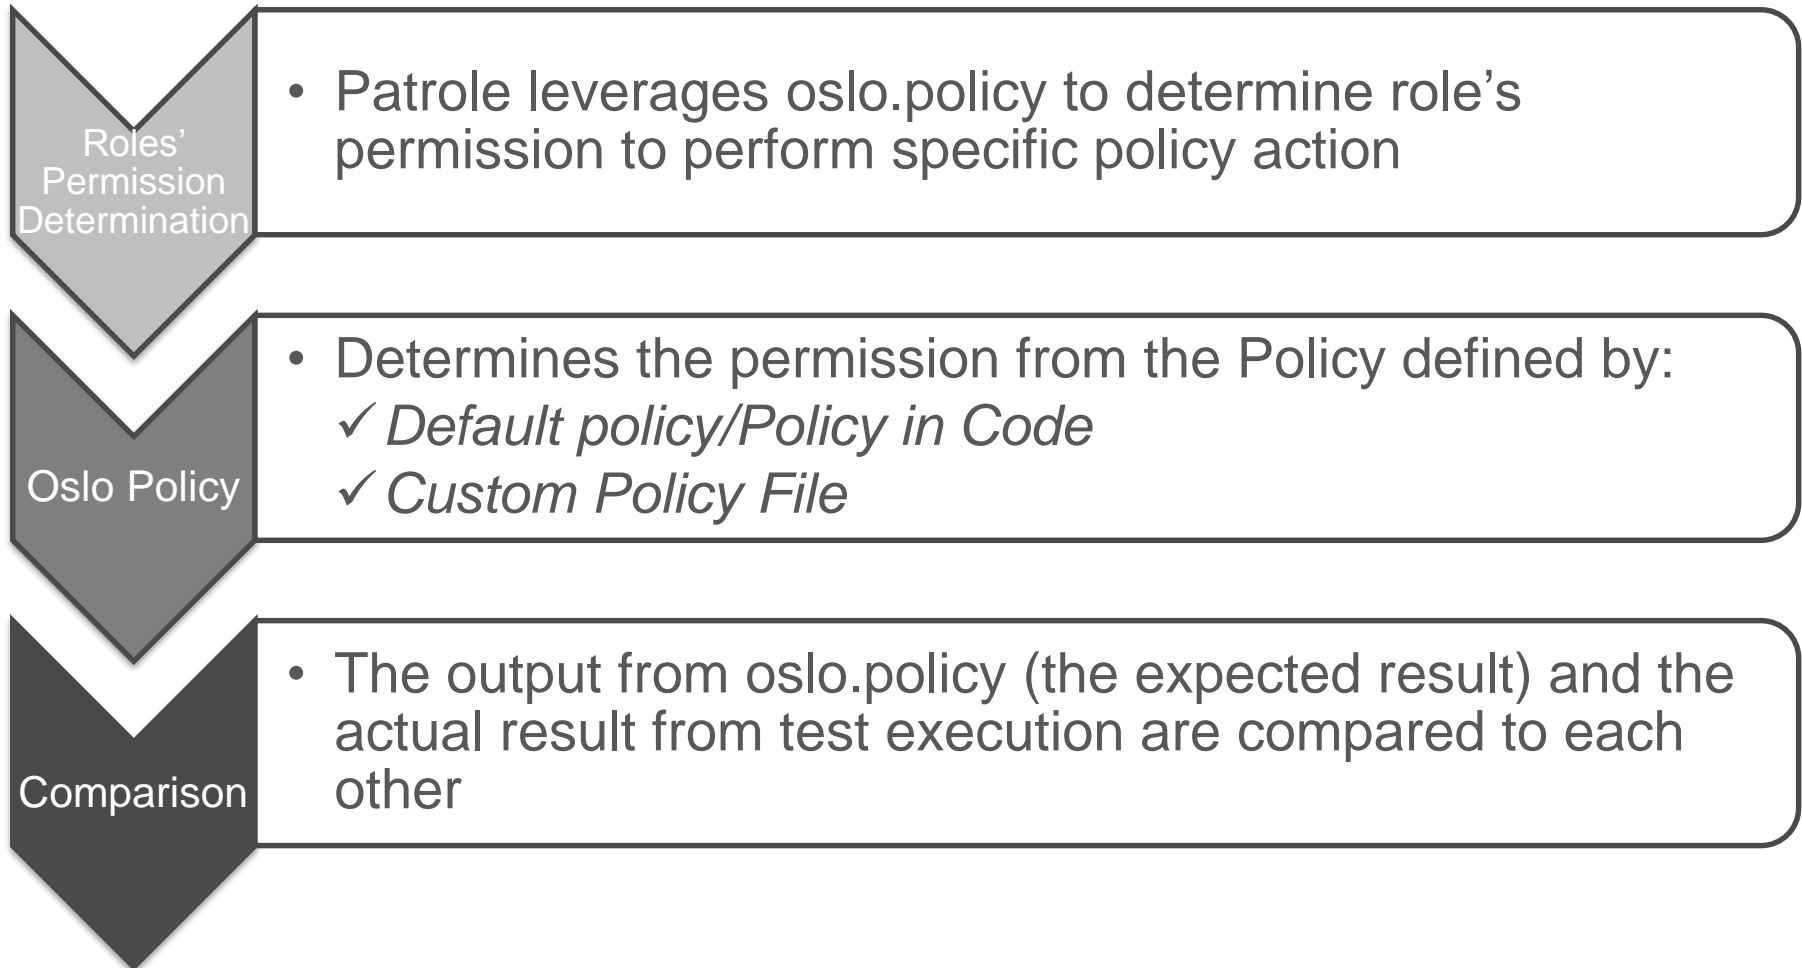 Roles’
Permission
Determination
• Patrole leverages oslo.policy to determine role’s
permission to perform specific policy action
Oslo Policy
• Determines the permission from the Policy defined by:
✓ Default policy/Policy in Code
✓ Custom Policy File
Comparison
• The output from oslo.policy (the expected result) and the
actual result from test execution are compared to each
other